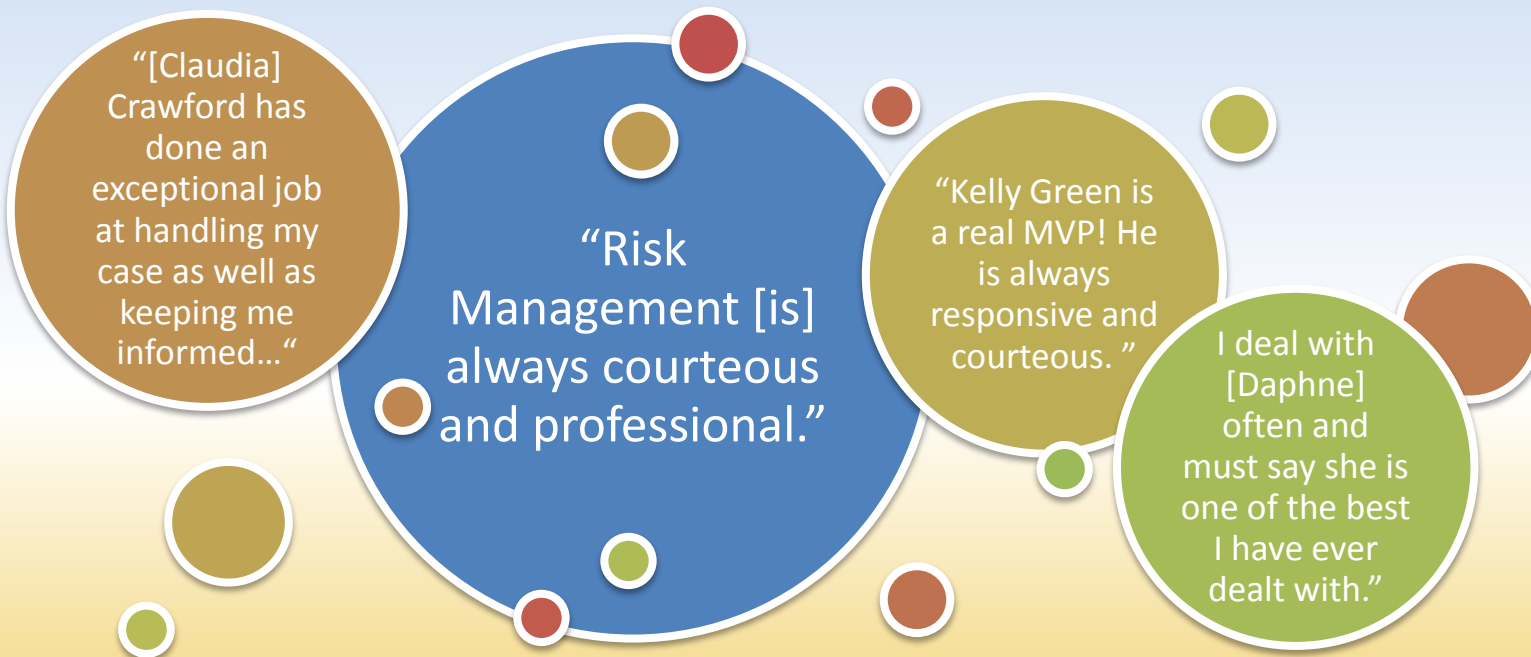 “[Claudia]
Crawford has
done an
exceptional job
at handling my
case as well as
keeping me
informed…“
“Risk
Management [is]
always courteous
and professional.”
“Kelly Green is
a real MVP! He
is always
responsive and
courteous. ”
I deal with
[Daphne]
often and
must say she is
one of the best
I have ever
dealt with.”